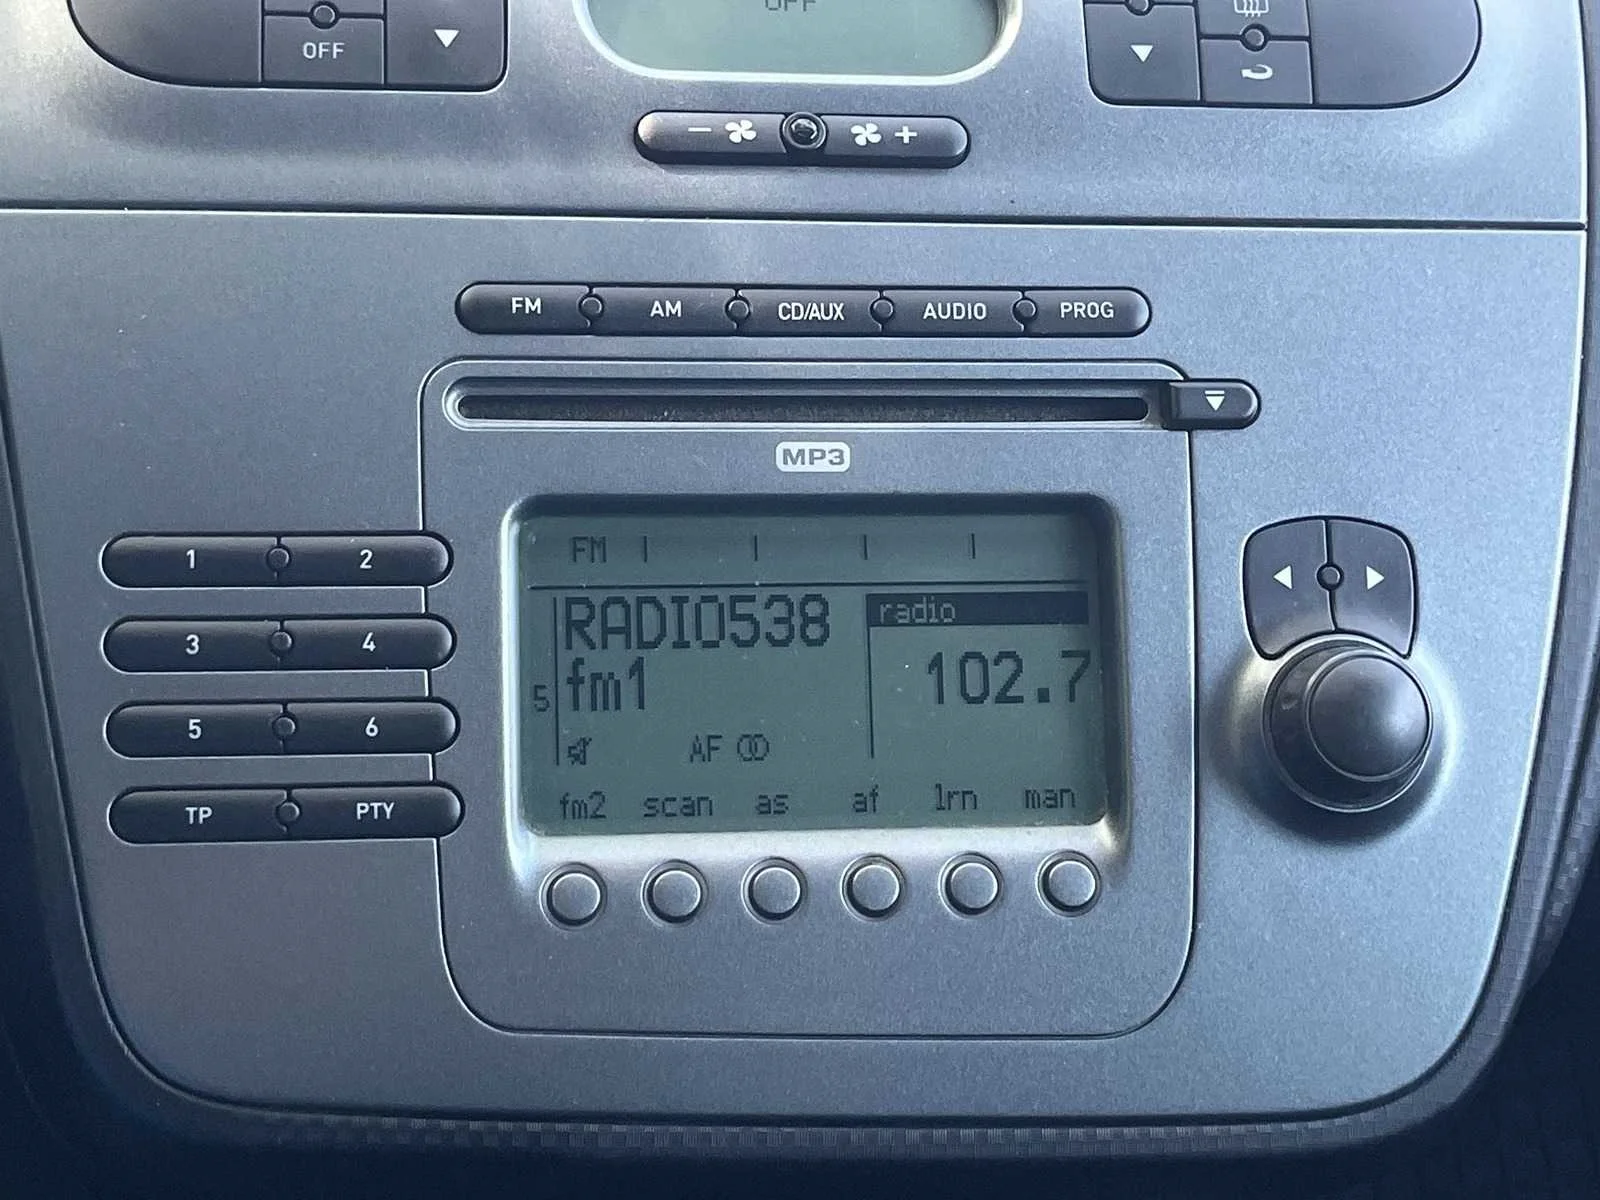 OFF
OFF
- +
FM AM CD/AUX AUDIO PROG
MP3
1 2
3 4
5 6
TP PTY
FM
RADIO538
radio
5 fm1
102.7
AF
fm2 scan as af lrn man